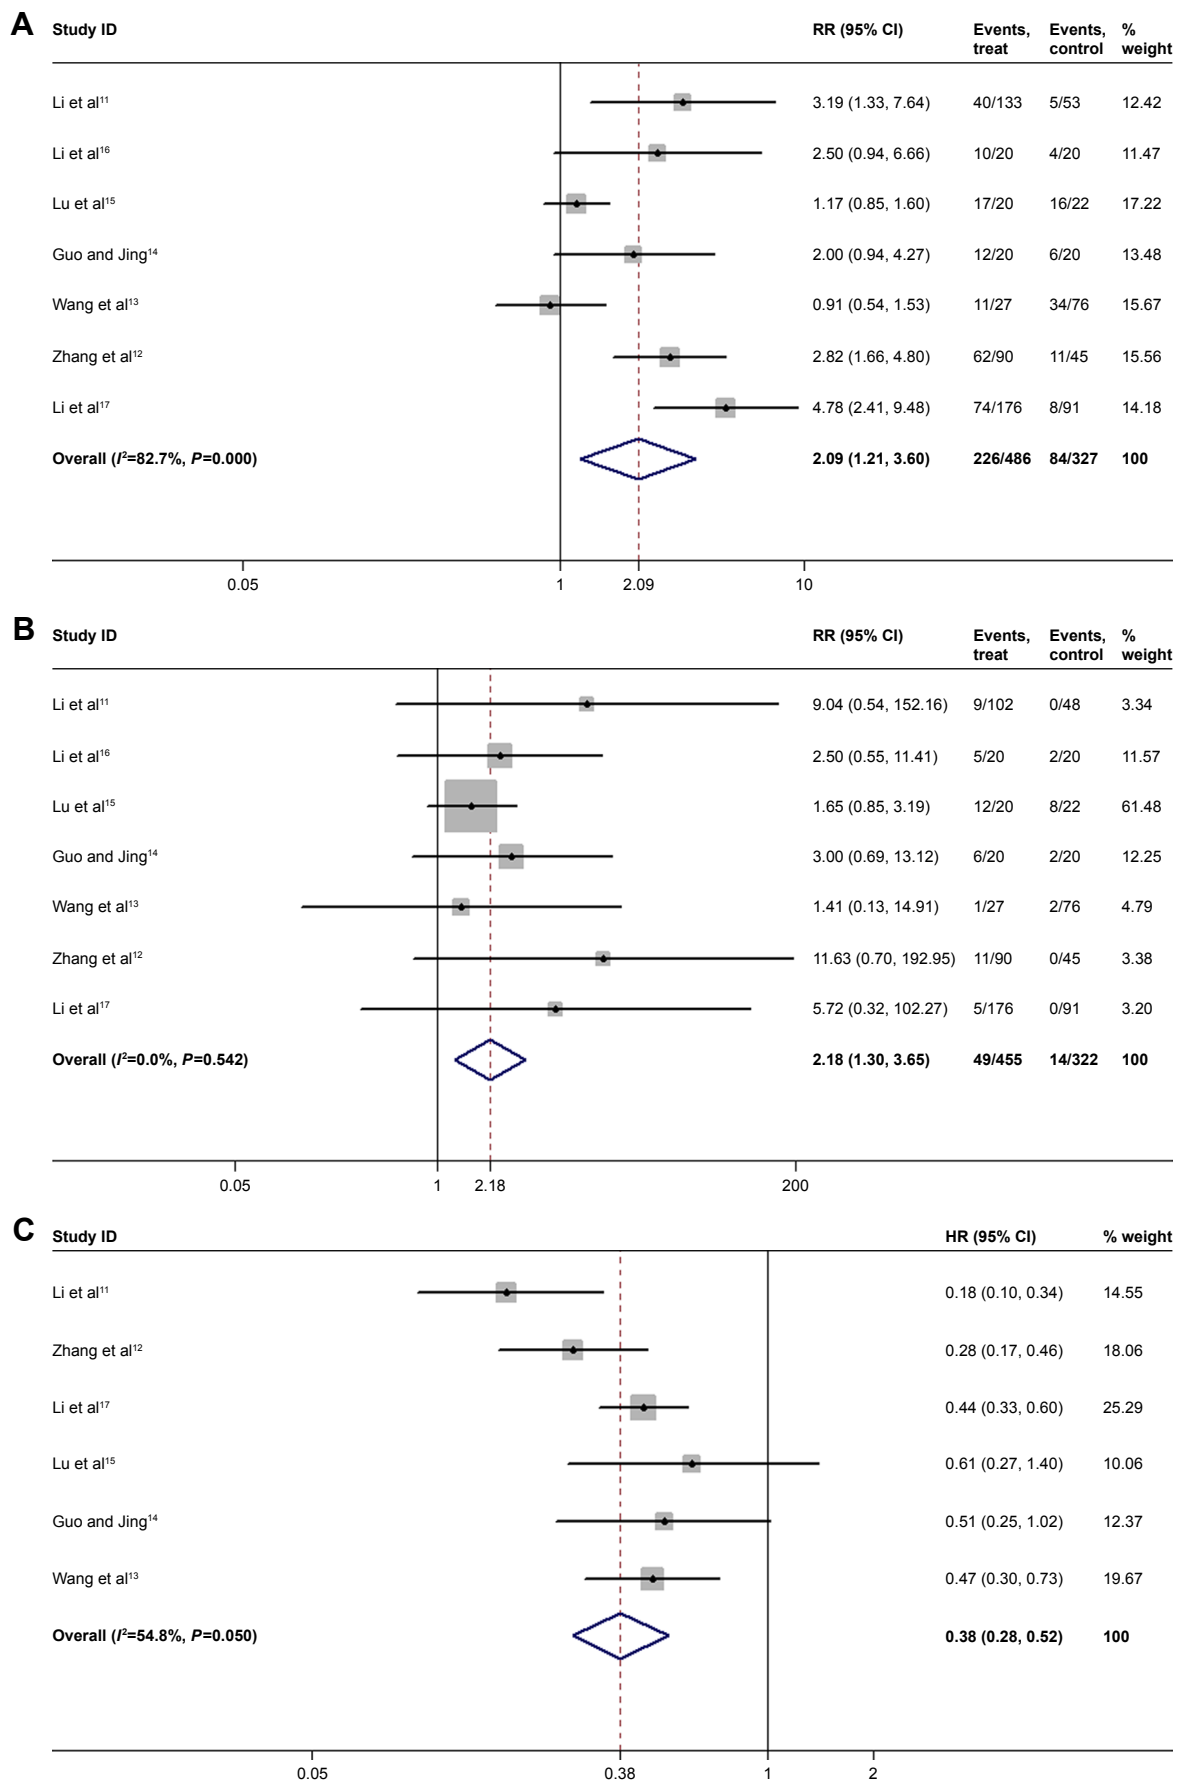 A Study ID RR (95% CI) Events, treat Events, control % weight
Li et al11 3.19 (1.33, 7.64) 40/133 5/53 12.42
Li et al16 2.50 (0.94, 6.66) 10/20 4/20 11.47
Lu et al15 1.17 (0.85, 1.60) 17/20 16/22 17.22
Guo and Jing14 2.00 (0.94, 4.27) 12/20 6/20 13.48
Wang et al13 0.91 (0.54, 1.53) 11/27 34/76 15.67
Zhang et al12 2.82 (1.66, 4.80) 62/90 11/45 15.56
Li et al17 4.78 (2.41, 9.48) 74/176 8/91 14.18
Overall (I2=82.7%, P=0.000) 2.09 (1.21, 3.60) 226/486 84/327 100
0.05 1 2.09 10
B Study ID RR (95% CI) Events, treat Events, control % weight
Li et al11 9.04 (0.54, 152.16) 9/102 0/48 3.34
Li et al16 2.50 (0.55, 11.41) 5/20 2/20 11.57
Lu et al15 1.65 (0.85, 3.19) 12/20 8/22 61.48
Guo and Jing14 3.00 (0.69, 13.12) 6/20 2/20 12.25
Wang et al13 1.41 (0.13, 14.91) 1/27 2/76 4.79
Zhang et al12 11.63 (0.70, 192.95) 11/90 0/45 3.38
Li et al17 5.72 (0.32, 102.27) 5/176 0/91 3.20
Overall (I2=0.0%, P=0.542) 2.18 (1.30, 3.65) 49/455 14/322 100
0.05 1 2.18 200
C Study ID HR (95% CI) % weight
Li et al11 0.18 (0.10, 0.34) 14.55
Zhang et al12 0.28 (0.17, 0.46) 18.06
Li et al17 0.44 (0.33, 0.60) 25.29
Lu et al15 0.61 (0.27, 1.40) 10.06
Guo and Jing14 0.51 (0.25, 1.02) 12.37
Wang et al13 0.47 (0.30, 0.73) 19.67
Overall (I2=54.8%, P=0.050) 0.38 (0.28, 0.52) 100
0.05 0.38 1 2